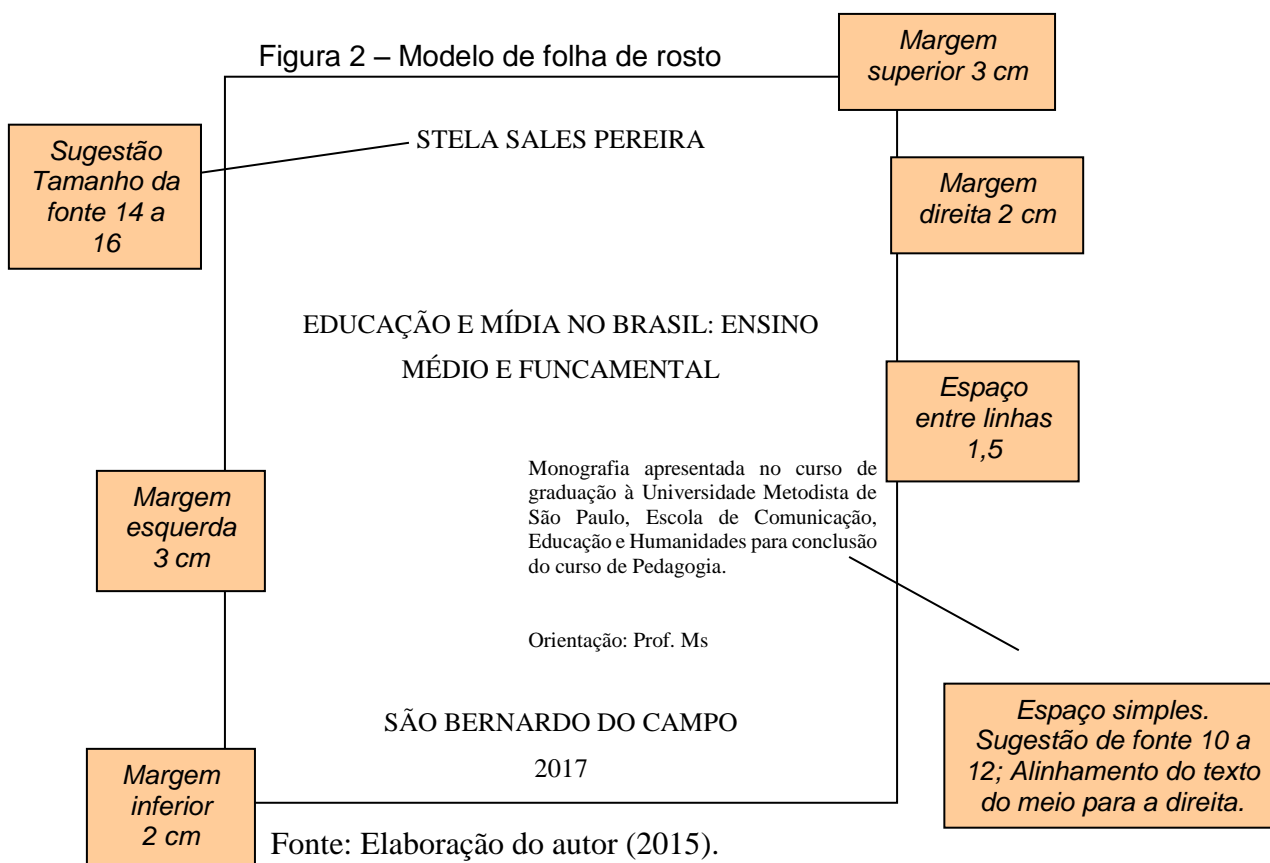 Figura 2 – Modelo de folha de rosto
Margem
superior 3 cm
STELA SALES PEREIRA
Sugestão
Tamanho da
fonte 14 a
16
Margem
direita 2 cm
EDUCAÇÃO E MÍDIA NO BRASIL: ENSINO
MÉDIO E FUNCAMENTAL
Espaço
entre linhas
1,5
Monografia apresentada no curso de
graduação à Universidade Metodista de
São Paulo, Escola de Comunicação,
Educação e Humanidades para conclusão
do curso de Pedagogia.
Margem
esquerda
3 cm
Orientação: Prof. Ms
SÃO BERNARDO DO CAMPO
2017
Espaço simples.
Sugestão de fonte 10 a
12; Alinhamento do texto
do meio para a direita.
Margem
inferior
2 cm
Fonte: Elaboração do autor (2015).